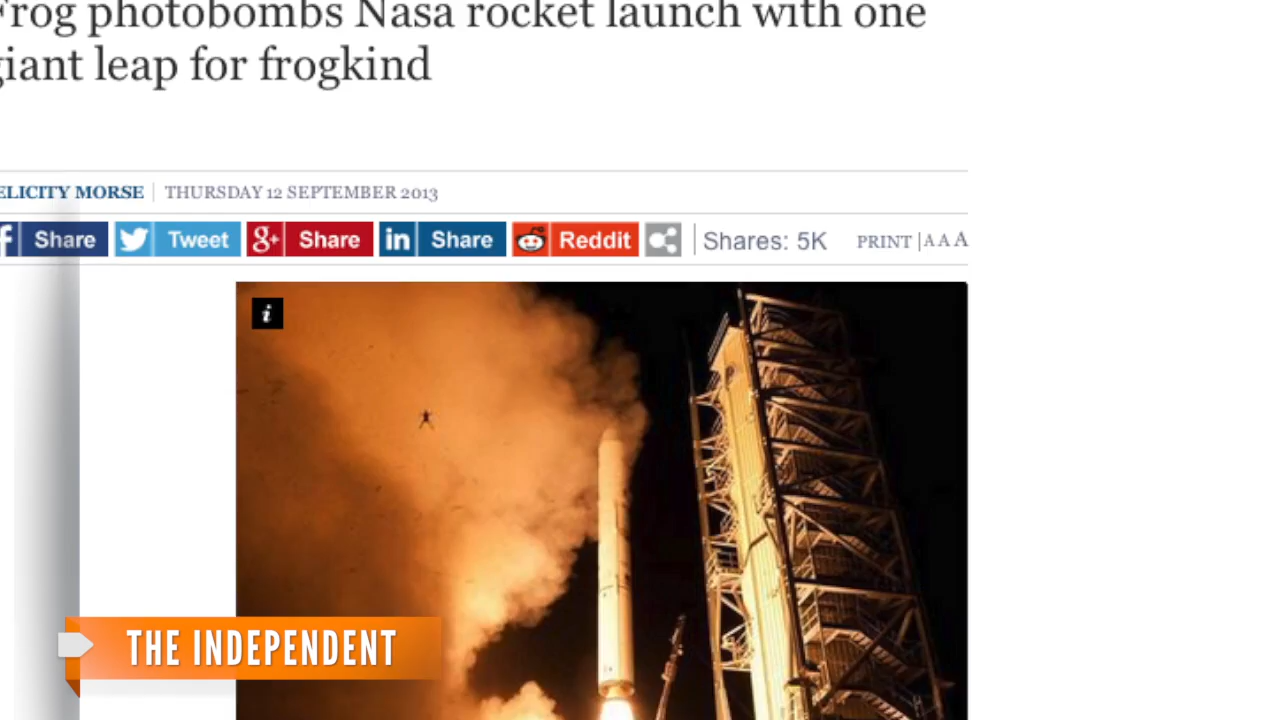 Frog photobombs Nasa rocket launch with one
giant leap for frogkind
ELICITY MORSE | THURSDAY 12 SEPTEMBER 2013
f Share Tweet g+ Share in Share Reddit Shares: 5K PRINT | A A A
i
THE INDEPENDENT